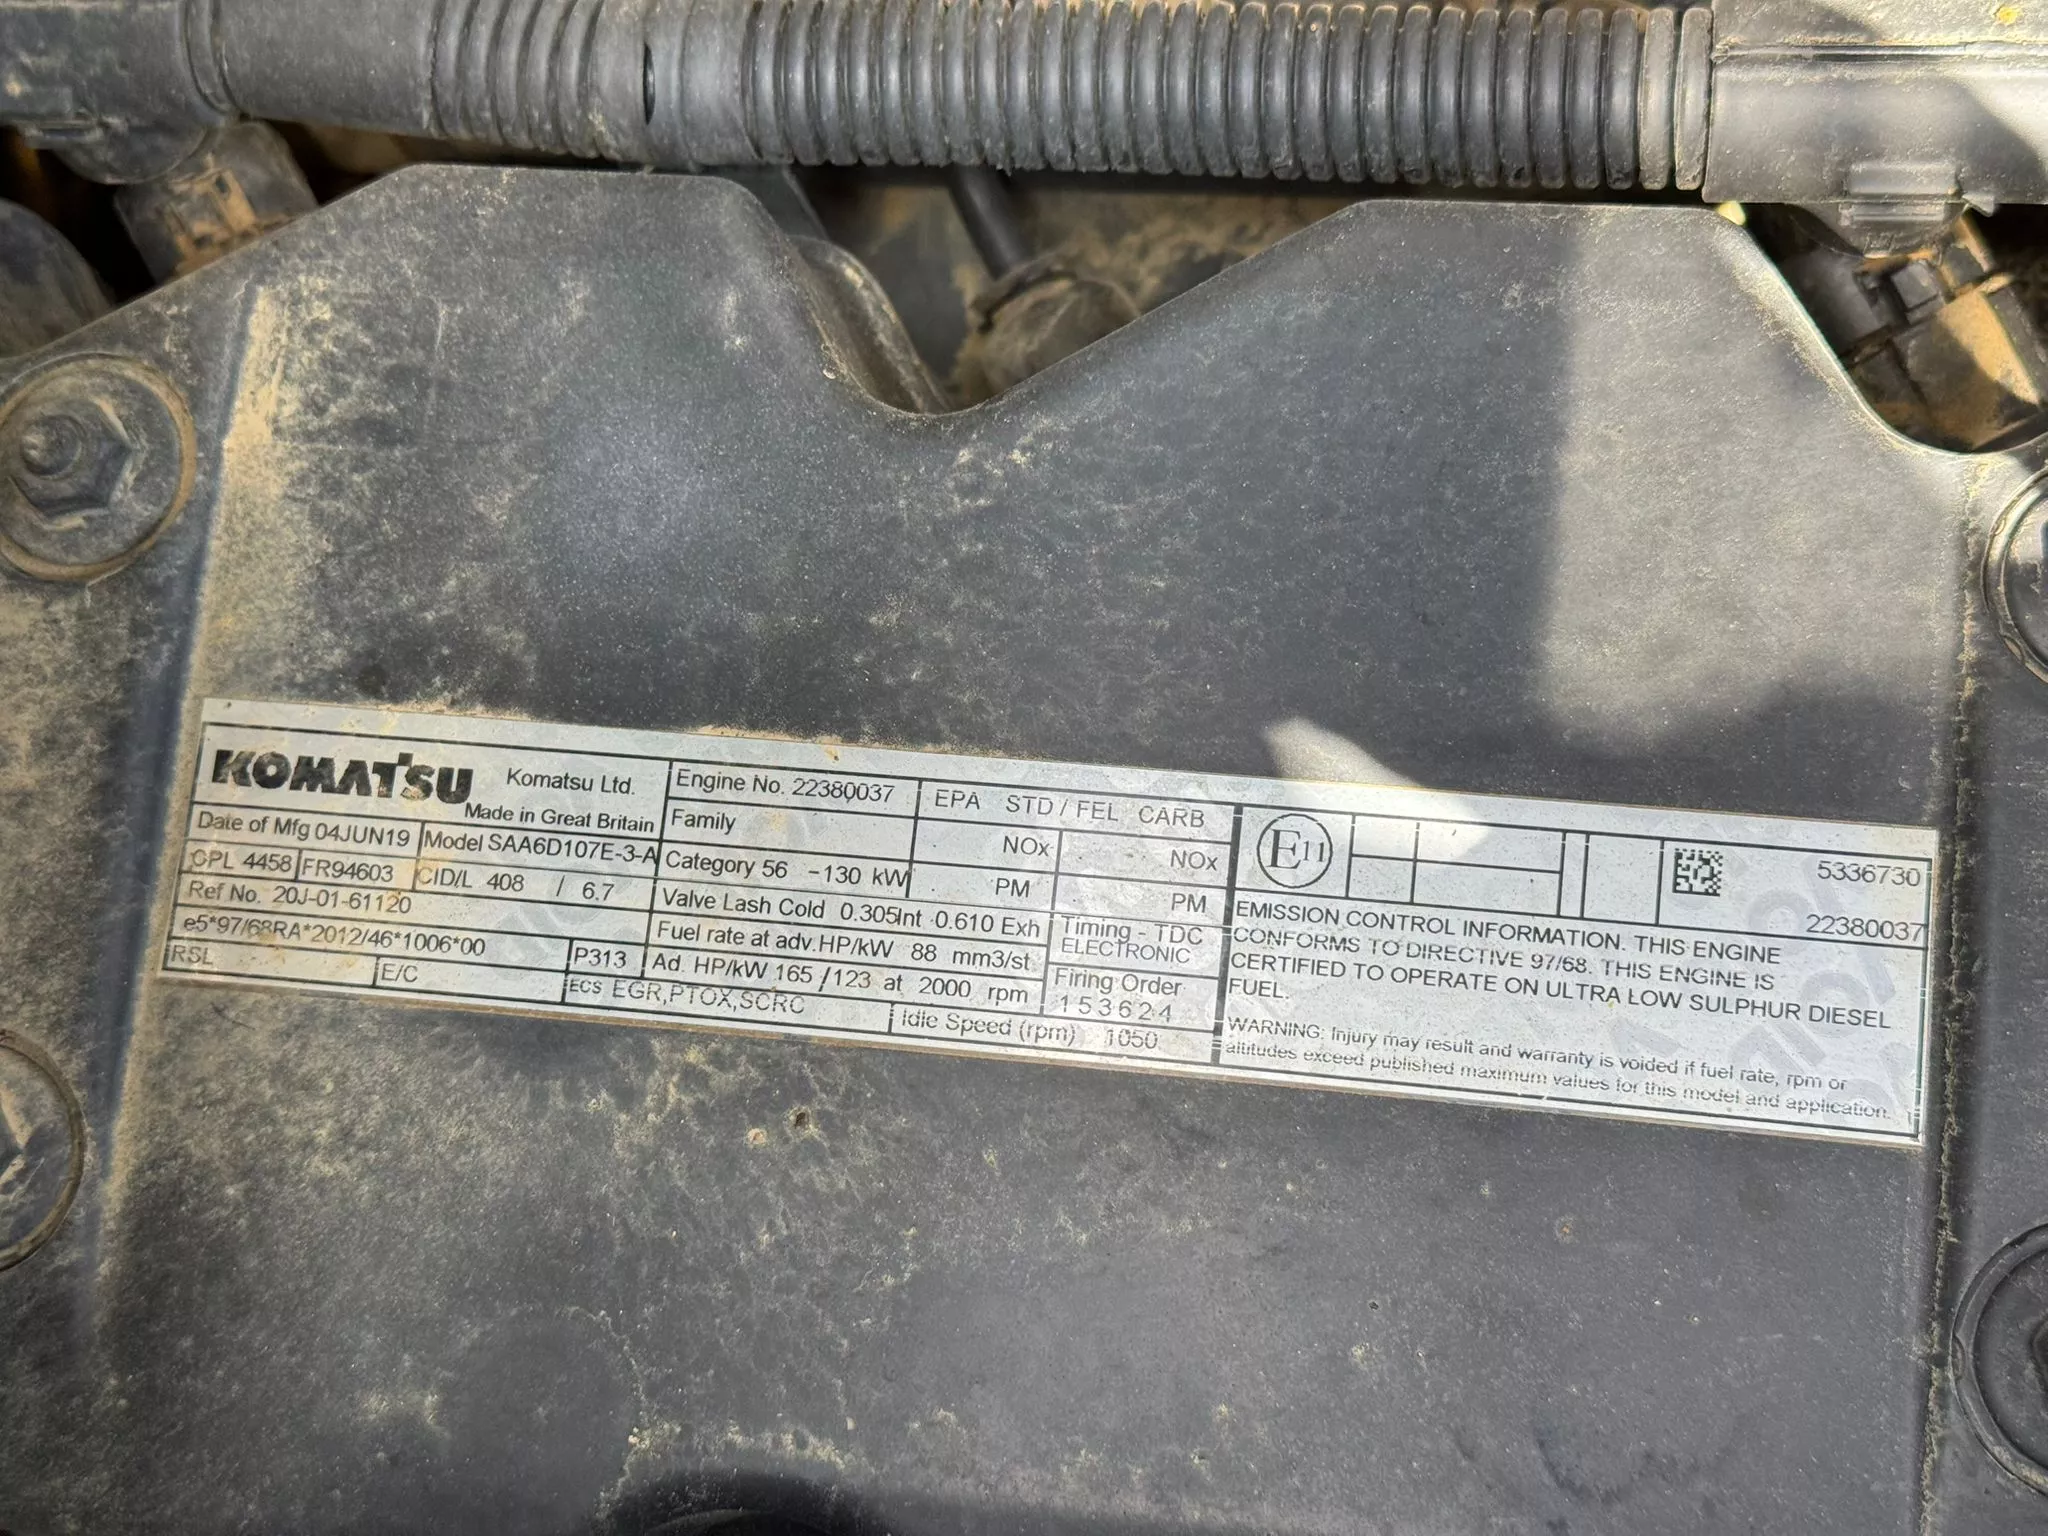 KOMATSU Komatsu Ltd.
Made in Great Britain
Date of Mfg 04JUN19 Model SAA6D107E-3-A
CPL 4458 FR94603 CID/L 408 / 6.7
Ref No. 20J-01-61120
e5*97/68RA*2012/46*1006*00 P313
RSL E/C ECS EGR,PTOX,SCRC
Engine No. 22380037
Family
Category 56 -130 kW
Valve Lash Cold 0.305Int 0.610 Exh
Fuel rate at adv.HP/kW 88 mm3/st
Ad. HP/kW 165 / 123 at 2000 rpm
Idle Speed (rpm) 1050
EPA STD / FEL CARB
NOx NOx
PM PM
Timing - TDC
ELECTRONIC
Firing Order
1 5 3 6 2 4
E11
5336730
22380037
EMISSION CONTROL INFORMATION. THIS ENGINE
CONFORMS TO DIRECTIVE 97/68. THIS ENGINE IS
CERTIFIED TO OPERATE ON ULTRA LOW SULPHUR DIESEL
FUEL.
WARNING: Injury may result and warranty is voided if fuel rate, rpm or
altitudes exceed published maximum values for this model and application.